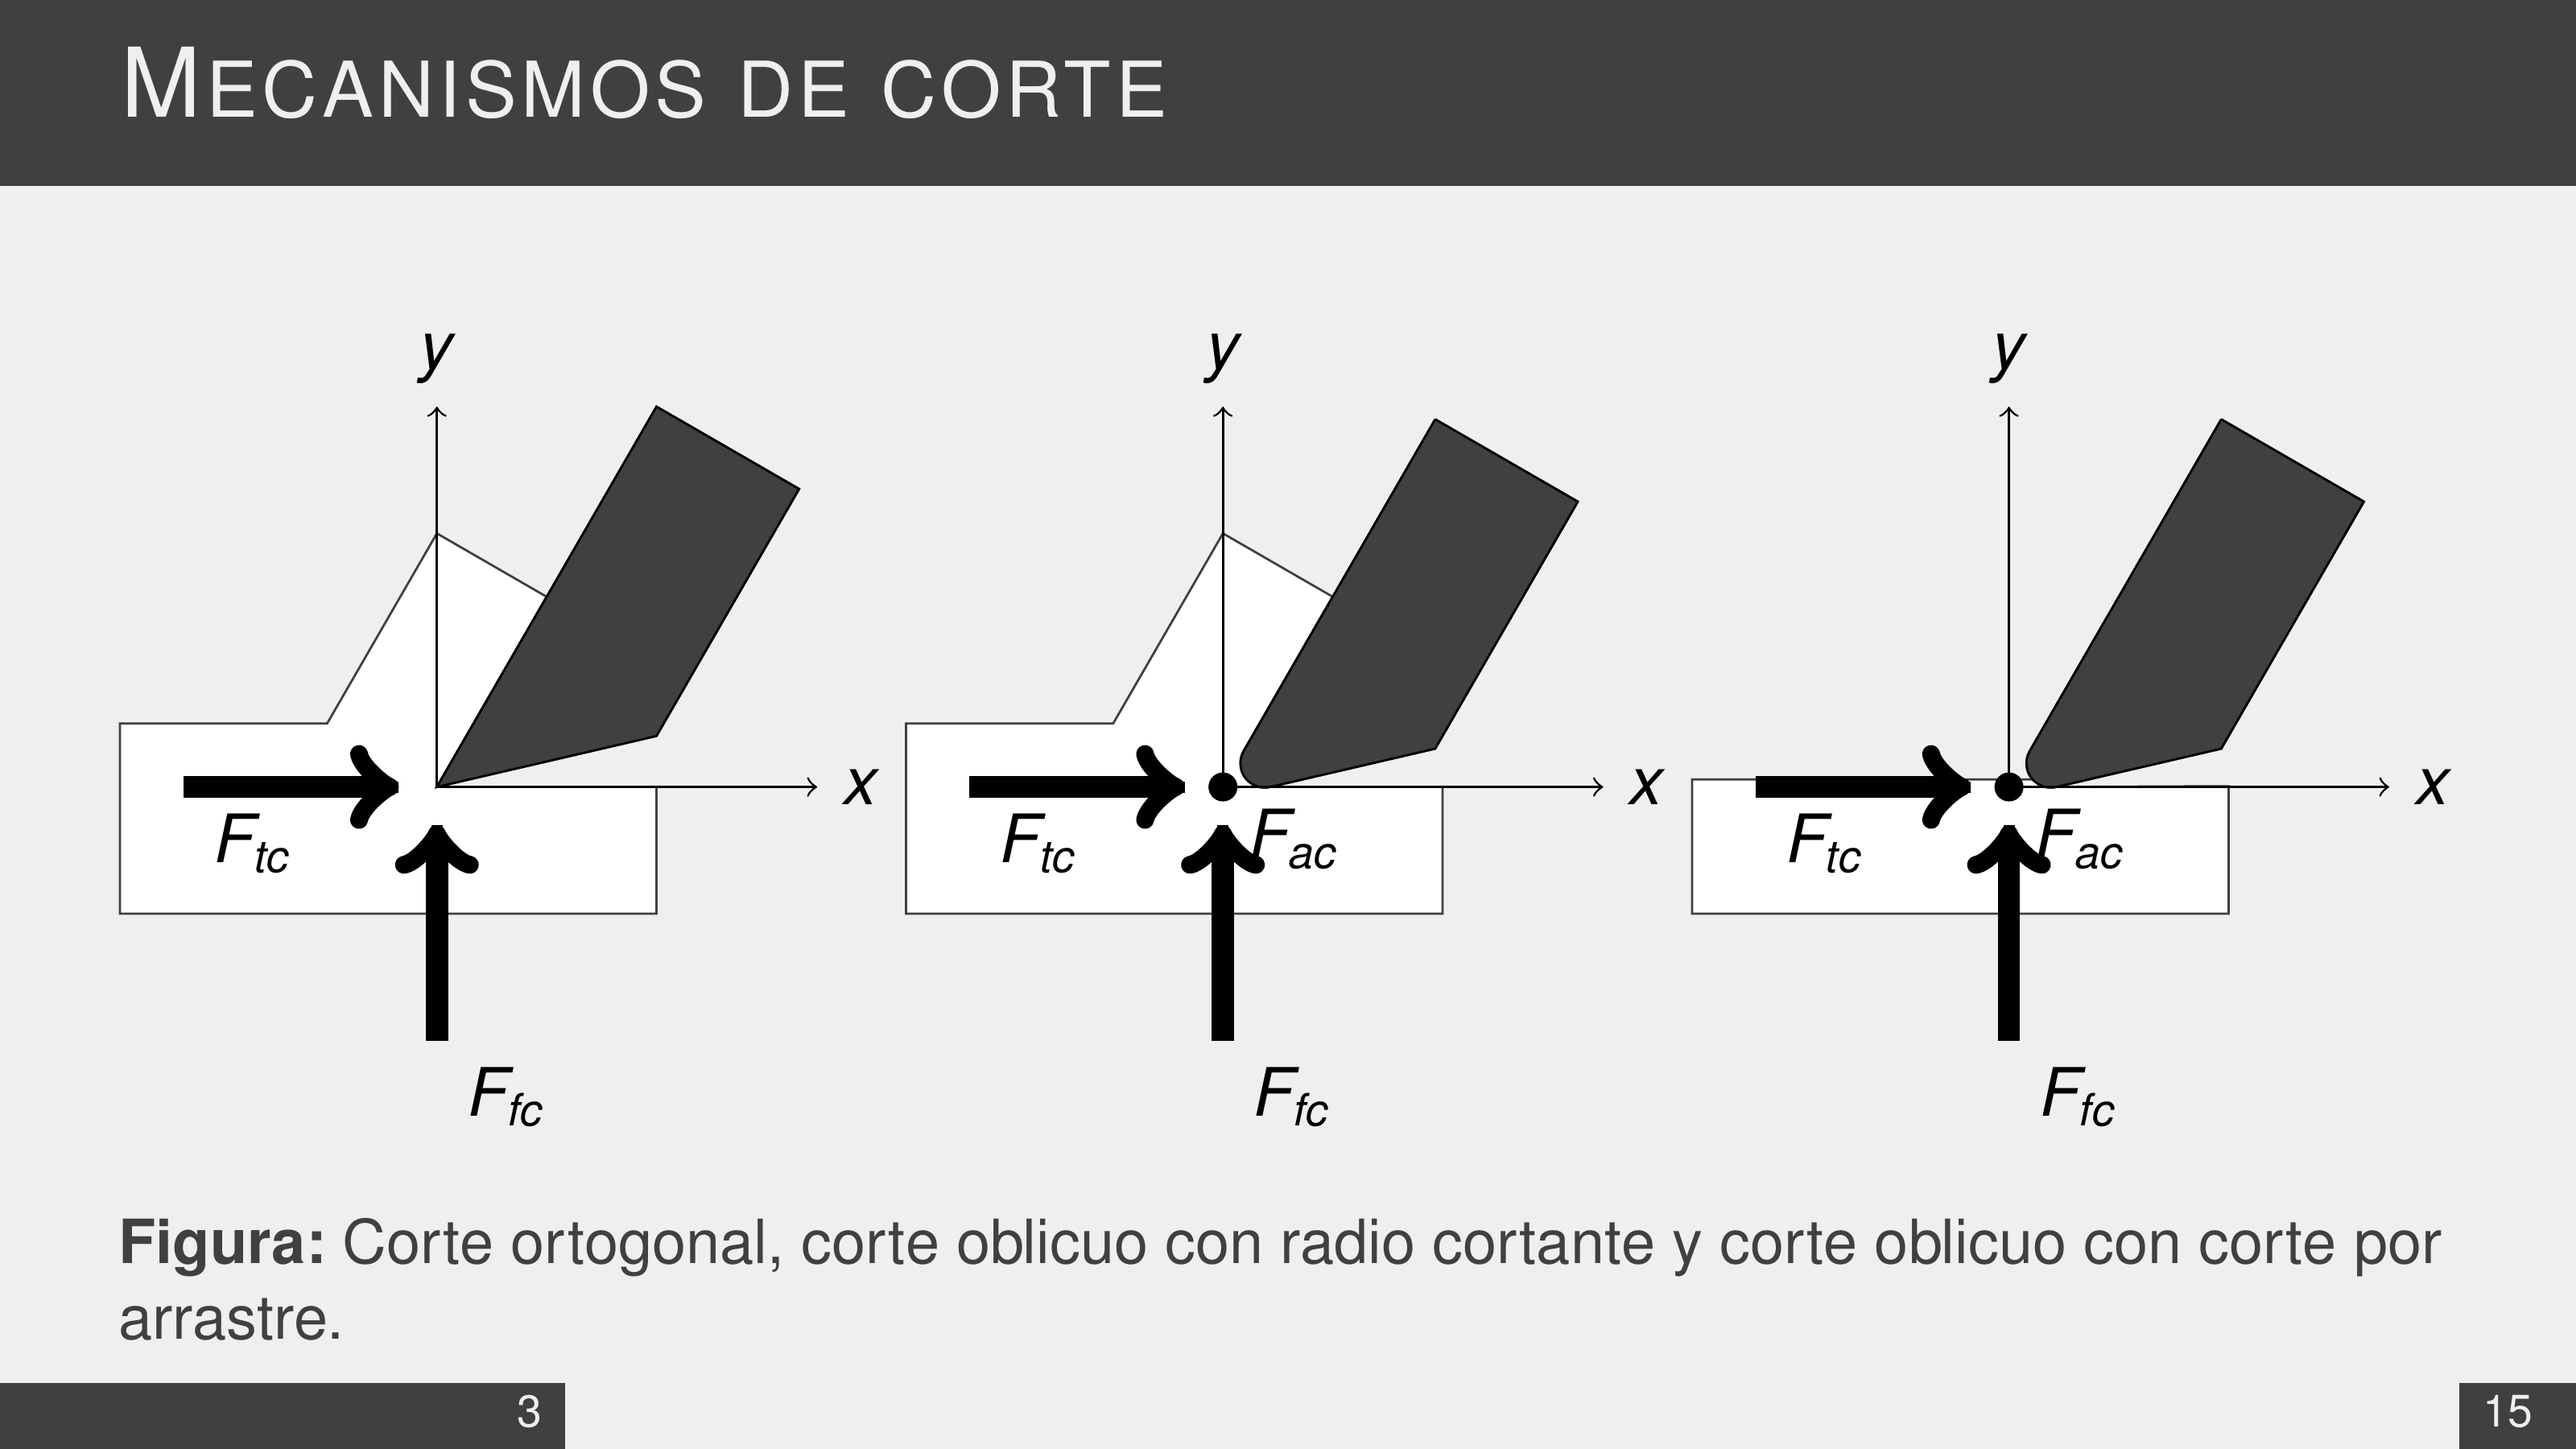 MECANISMOS DE CORTE
y y y
x x x
Ftc Ftc Fac Ftc Fac
Ffc Ffc Ffc
Figura: Corte ortogonal, corte oblicuo con radio cortante y corte oblicuo con corte por
arrastre.
3 15